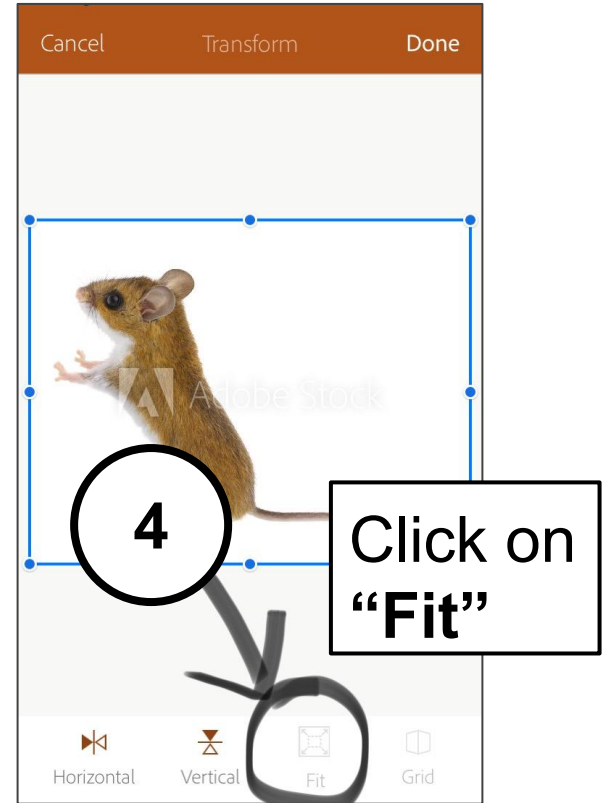 Cancel Transform Done
Adobe Stock
4
Click on
“Fit”
Horizontal Vertical Fit Grid